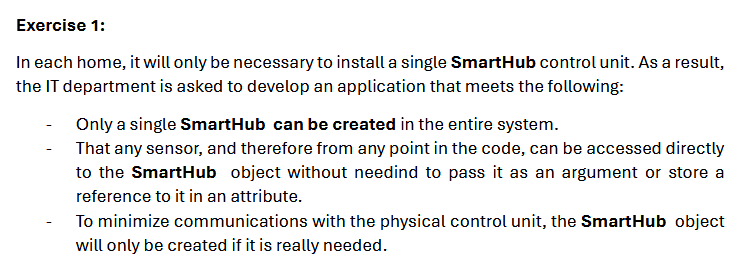 Exercise 1:
In each home, it will only be necessary to install a single SmartHub control unit. As a result,
the IT department is asked to develop an application that meets the following:
- Only a single SmartHub can be created in the entire system.
- That any sensor, and therefore from any point in the code, can be accessed directly
to the SmartHub object without needind to pass it as an argument or store a
reference to it in an attribute.
- To minimize communications with the physical control unit, the SmartHub object
will only be created if it is really needed.